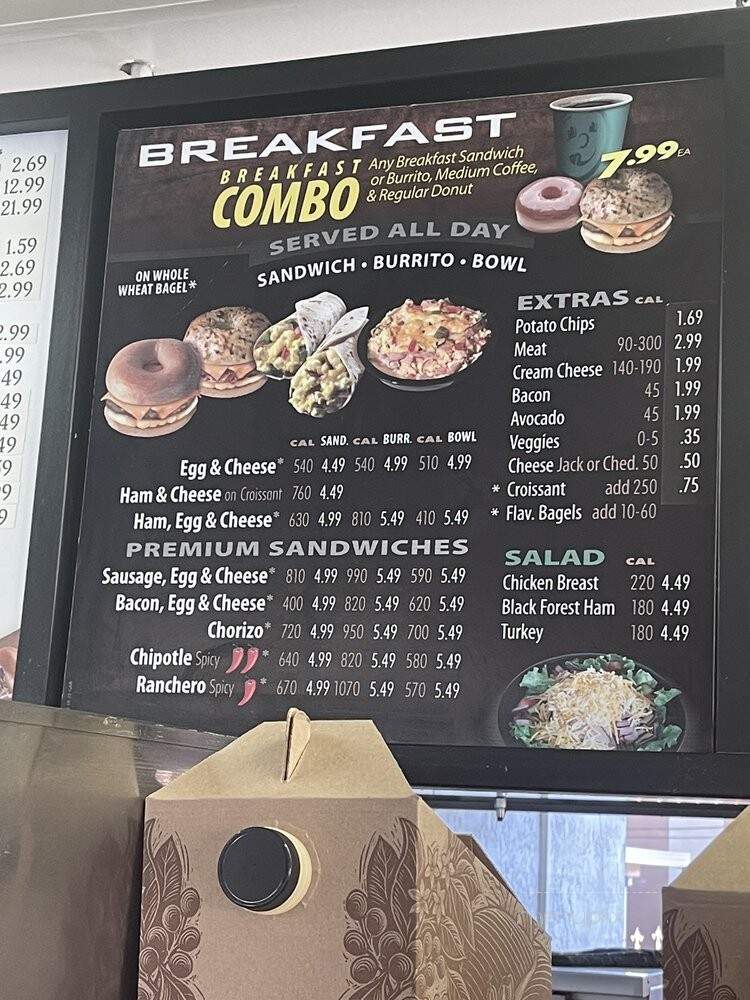 2.69
12.99
21.99
1.59
2.69
2.99
2.99
.99
.49
.49
.49
.49
BREAKFAST
BREAKFAST
COMBO
Any Breakfast Sandwich
or Burrito, Medium Coffee,
& Regular Donut
7.99 EA
SERVED ALL DAY
SANDWICH • BURRITO • BOWL
ON WHOLE
WHEAT BAGEL*
CAL SAND. CAL BURR. CAL BOWL
Egg & Cheese* 540 4.49 540 4.99 510 4.99
Ham & Cheese on Croissant 760 4.49
Ham, Egg & Cheese* 630 4.99 810 5.49 410 5.49
PREMIUM SANDWICHES
Sausage, Egg & Cheese* 810 4.99 990 5.49 590 5.49
Bacon, Egg & Cheese* 400 4.99 820 5.49 620 5.49
Chorizo* 720 4.99 950 5.49 700 5.49
Chipotle Spicy * 640 4.99 820 5.49 580 5.49
Ranchero Spicy * 670 4.99 1070 5.49 570 5.49
EXTRAS CAL
Potato Chips 1.69
Meat 90-300 2.99
Cream Cheese 140-190 1.99
Bacon 45 1.99
Avocado 45 1.99
Veggies 0-5 .35
Cheese Jack or Ched. 50 .50
* Croissant add 250 .75
* Flav. Bagels add 10-60
SALAD CAL
Chicken Breast 220 4.49
Black Forest Ham 180 4.49
Turkey 180 4.49